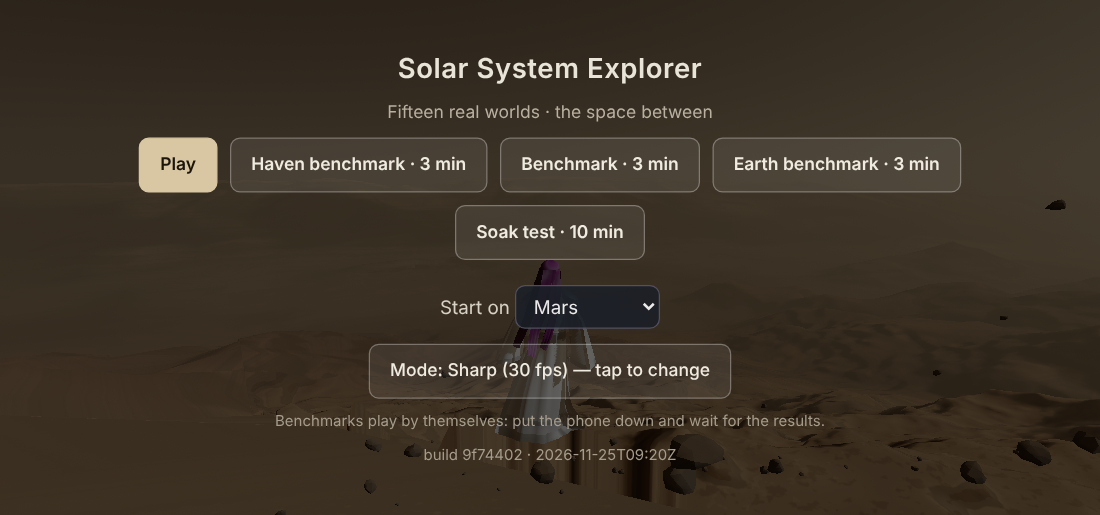 Solar System Explorer
Fifteen real worlds · the space between
Play Haven benchmark · 3 min Benchmark · 3 min Earth benchmark · 3 min
Soak test · 10 min
Start on Mars
Mode: Sharp (30 fps) — tap to change
Benchmarks play by themselves: put the phone down and wait for the results.
build 9f74402 · 2026-11-25T09:20Z